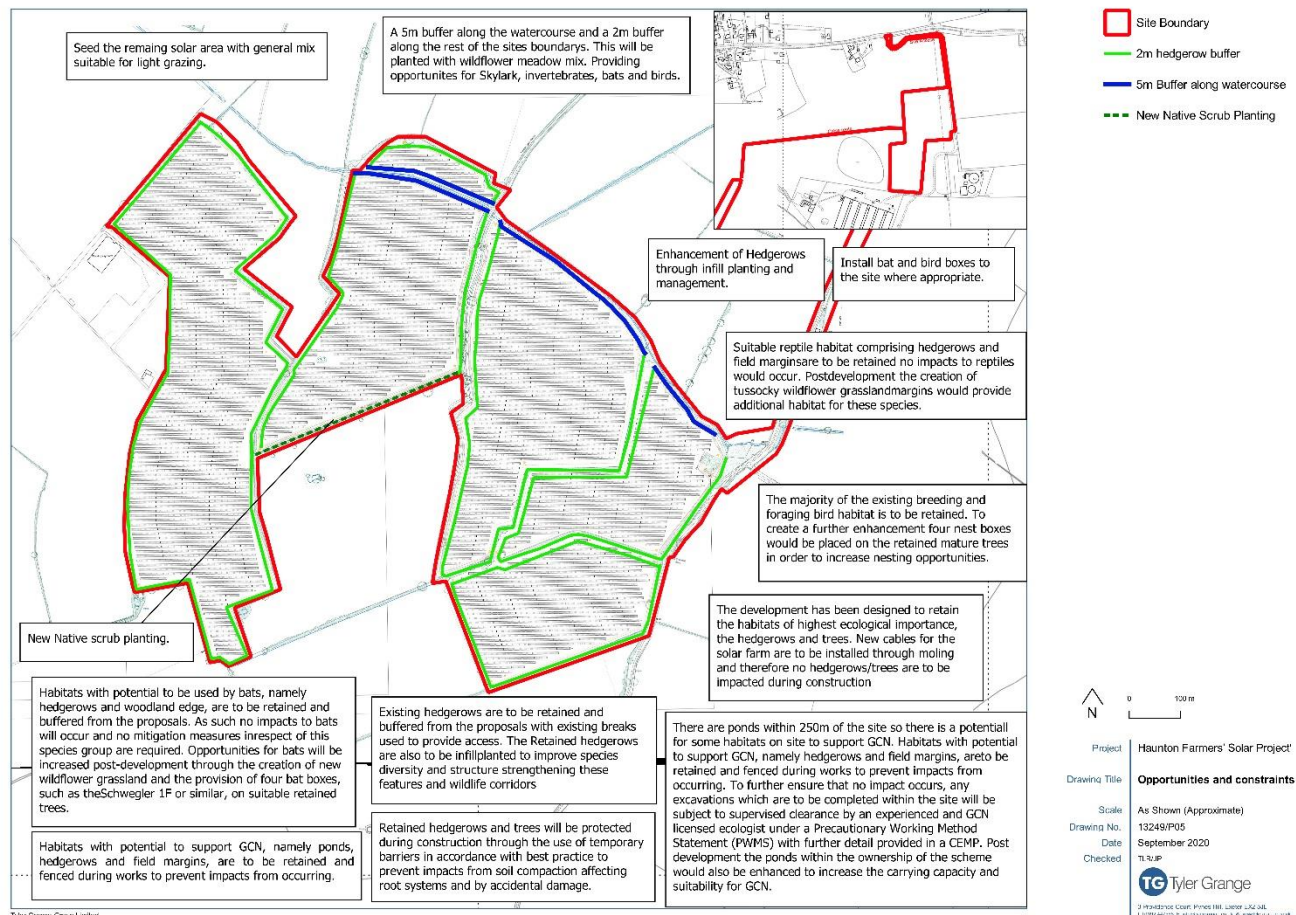 Seed the remaing solar area with general mix
suitable for light grazing.
A 5m buffer along the watercourse and a 2m buffer
along the rest of the sites boundarys. This will be
planted with wildflower meadow mix. Providing
opportunites for Skylark, invertebrates, bats and birds.
Site Boundary
2m hedgerow buffer
5m Buffer along watercourse
New Native Scrub Planting
Enhancement of Hedgerows
through infill planting and
management.
Install bat and bird boxes to
the site where appropriate.
Suitable reptile habitat comprising hedgerows and
field marginsare to be retained no impacts to reptiles
would occur. Postdevelopment the creation of
tussocky wildflower grasslandmargins would provide
additional habitat for these species.
The majority of the existing breeding and
foraging bird habitat is to be retained. To
create a further enhancement four nest boxes
would be placed on the retained mature trees
in order to increase nesting opportunities.
The development has been designed to retain
the habitats of highest ecological importance,
the hedgerows and trees. New cables for the
solar farm are to be installed through moling
and therefore no hedgerows/trees are to be
impacted during construction
New Native scrub planting.
Habitats with potential to be used by bats, namely
hedgerows and woodland edge, are to be retained and
buffered from the proposals. As such no impacts to bats
will occur and no mitigation measures inrespect of this
species group are required. Opportunities for bats will be
increased post-development through the creation of new
wildflower grassland and the provision of four bat boxes,
such as theSchwegler 1F or similar, on suitable retained
trees.
Habitats with potential to support GCN, namely ponds,
hedgerows and field margins, are to be retained and
fenced during works to prevent impacts from occurring.
Existing hedgerows are to be retained and
buffered from the proposals with existing breaks
used to provide access. The Retained hedgerows
are also to be infillplanted to improve species
diversity and structure strengthening these
features and wildlife corridors
Retained hedgerows and trees will be protected
during construction through the use of temporary
barriers in accordance with best practice to
prevent impacts from soil compaction affecting
root systems and by accidental damage.
There are ponds within 250m of the site so there is a potentiall
for some habitats on site to support GCN. Habitats with potential
to support GCN, namely hedgerows and field margins, areto be
retained and fenced during works to prevent impacts from
occurring. To further ensure that no impact occurs, any
excavations which are to be completed within the site will be
subject to supervised clearance by an experienced and GCN
licensed ecologist under a Precautionary Working Method
Statement (PWMS) with further detail provided in a CEMP. Post
development the ponds within the ownership of the scheme
would also be enhanced to increase the carrying capacity and
suitability for GCN.
N
0 100 m
Project Haunton Farmers' Solar Project'
Drawing Title Opportunities and constraints
Scale As Shown (Approximate)
Drawing No. 13249/P05
Date September 2020
Checked TLR/JP
TG Tyler Grange